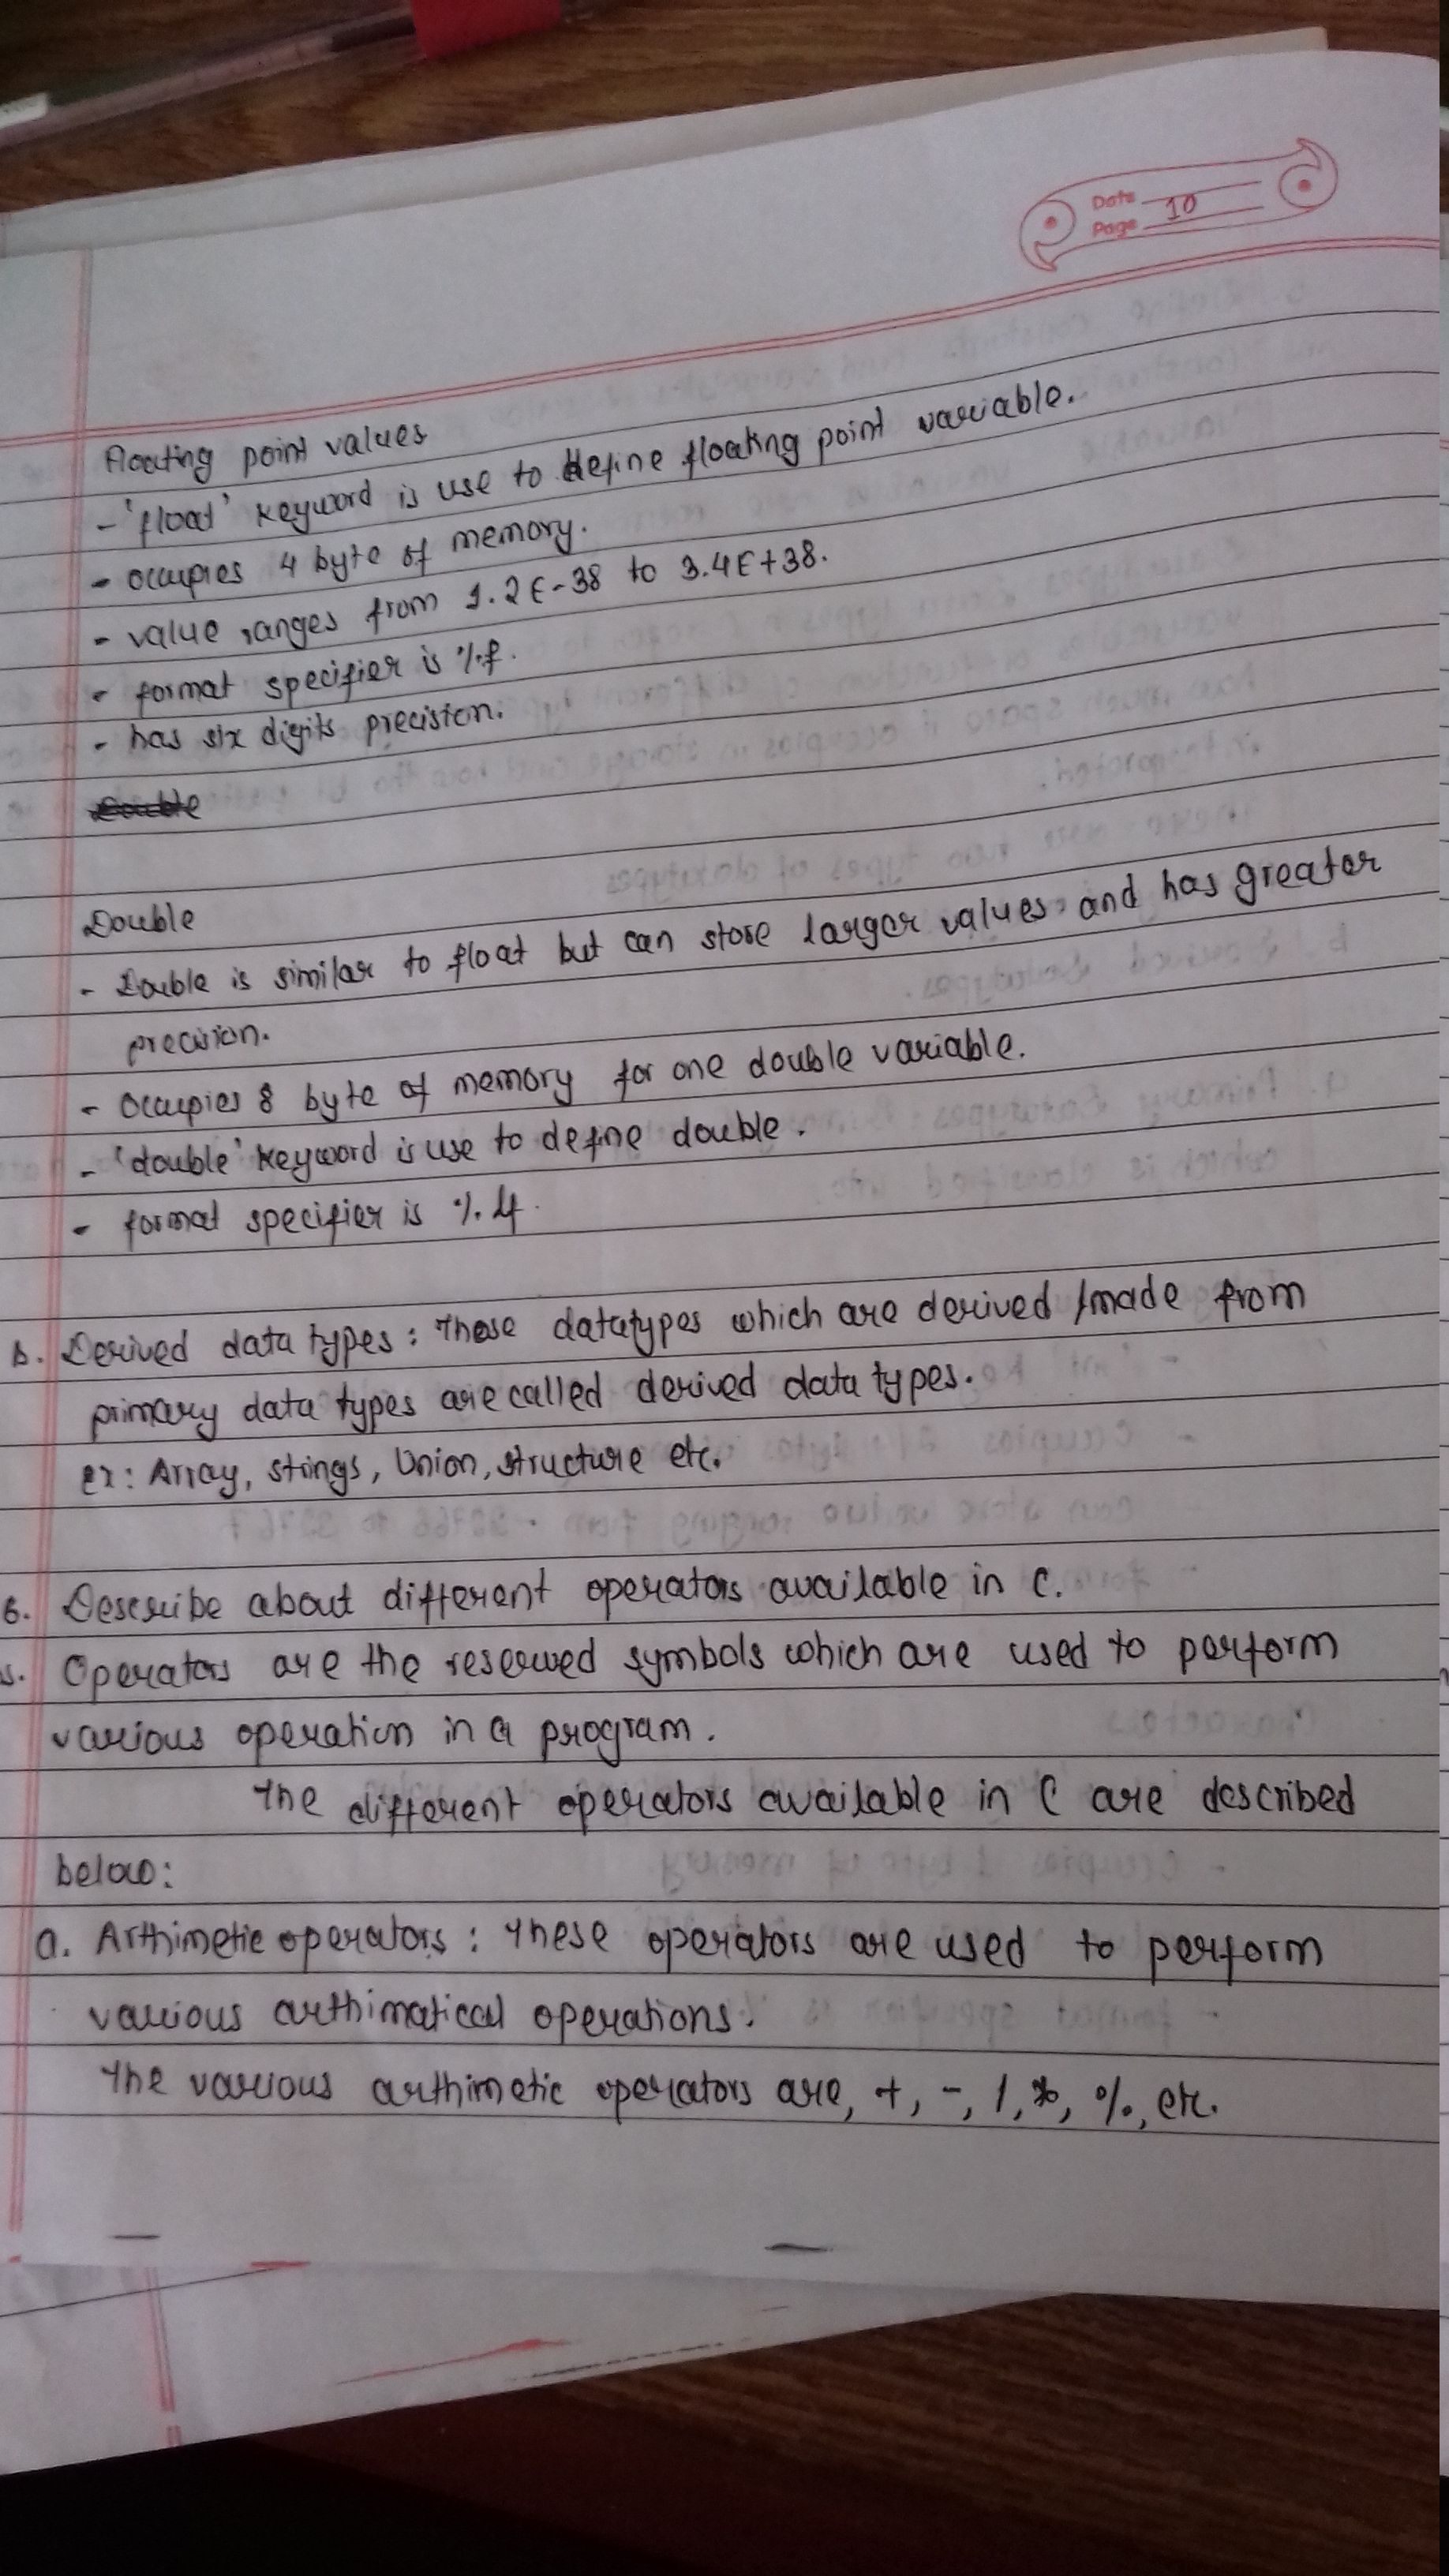 Date
Page 10
Floating point values
- 'float' keyword is use to define floating point variable.
- occupies 4 byte of memory.
- value ranges from 1.2E-38 to 3.4E+38.
- format specifier is %f.
- has six digits precision.
Double
- Double is similar to float but can store larger values and has greater
precision.
- occupies 8 byte of memory for one double variable.
- 'double' keyword is use to define double.
- format specifier is %lf.
b. Derived data types : Those datatypes which are derived /made from
primary data types are called derived data types.
ex: Array, stings, Union, structure etc.
6. Describe about different operators available in C.
s. Operators are the reserved symbols which are used to perform
various operation in a program.
The different operators available in C are described
below:
a. Arthimetic operators : These operators are used to perform
various arthimatical operations.
The various arthimetic operators are, +, -, /, *, %, etc.